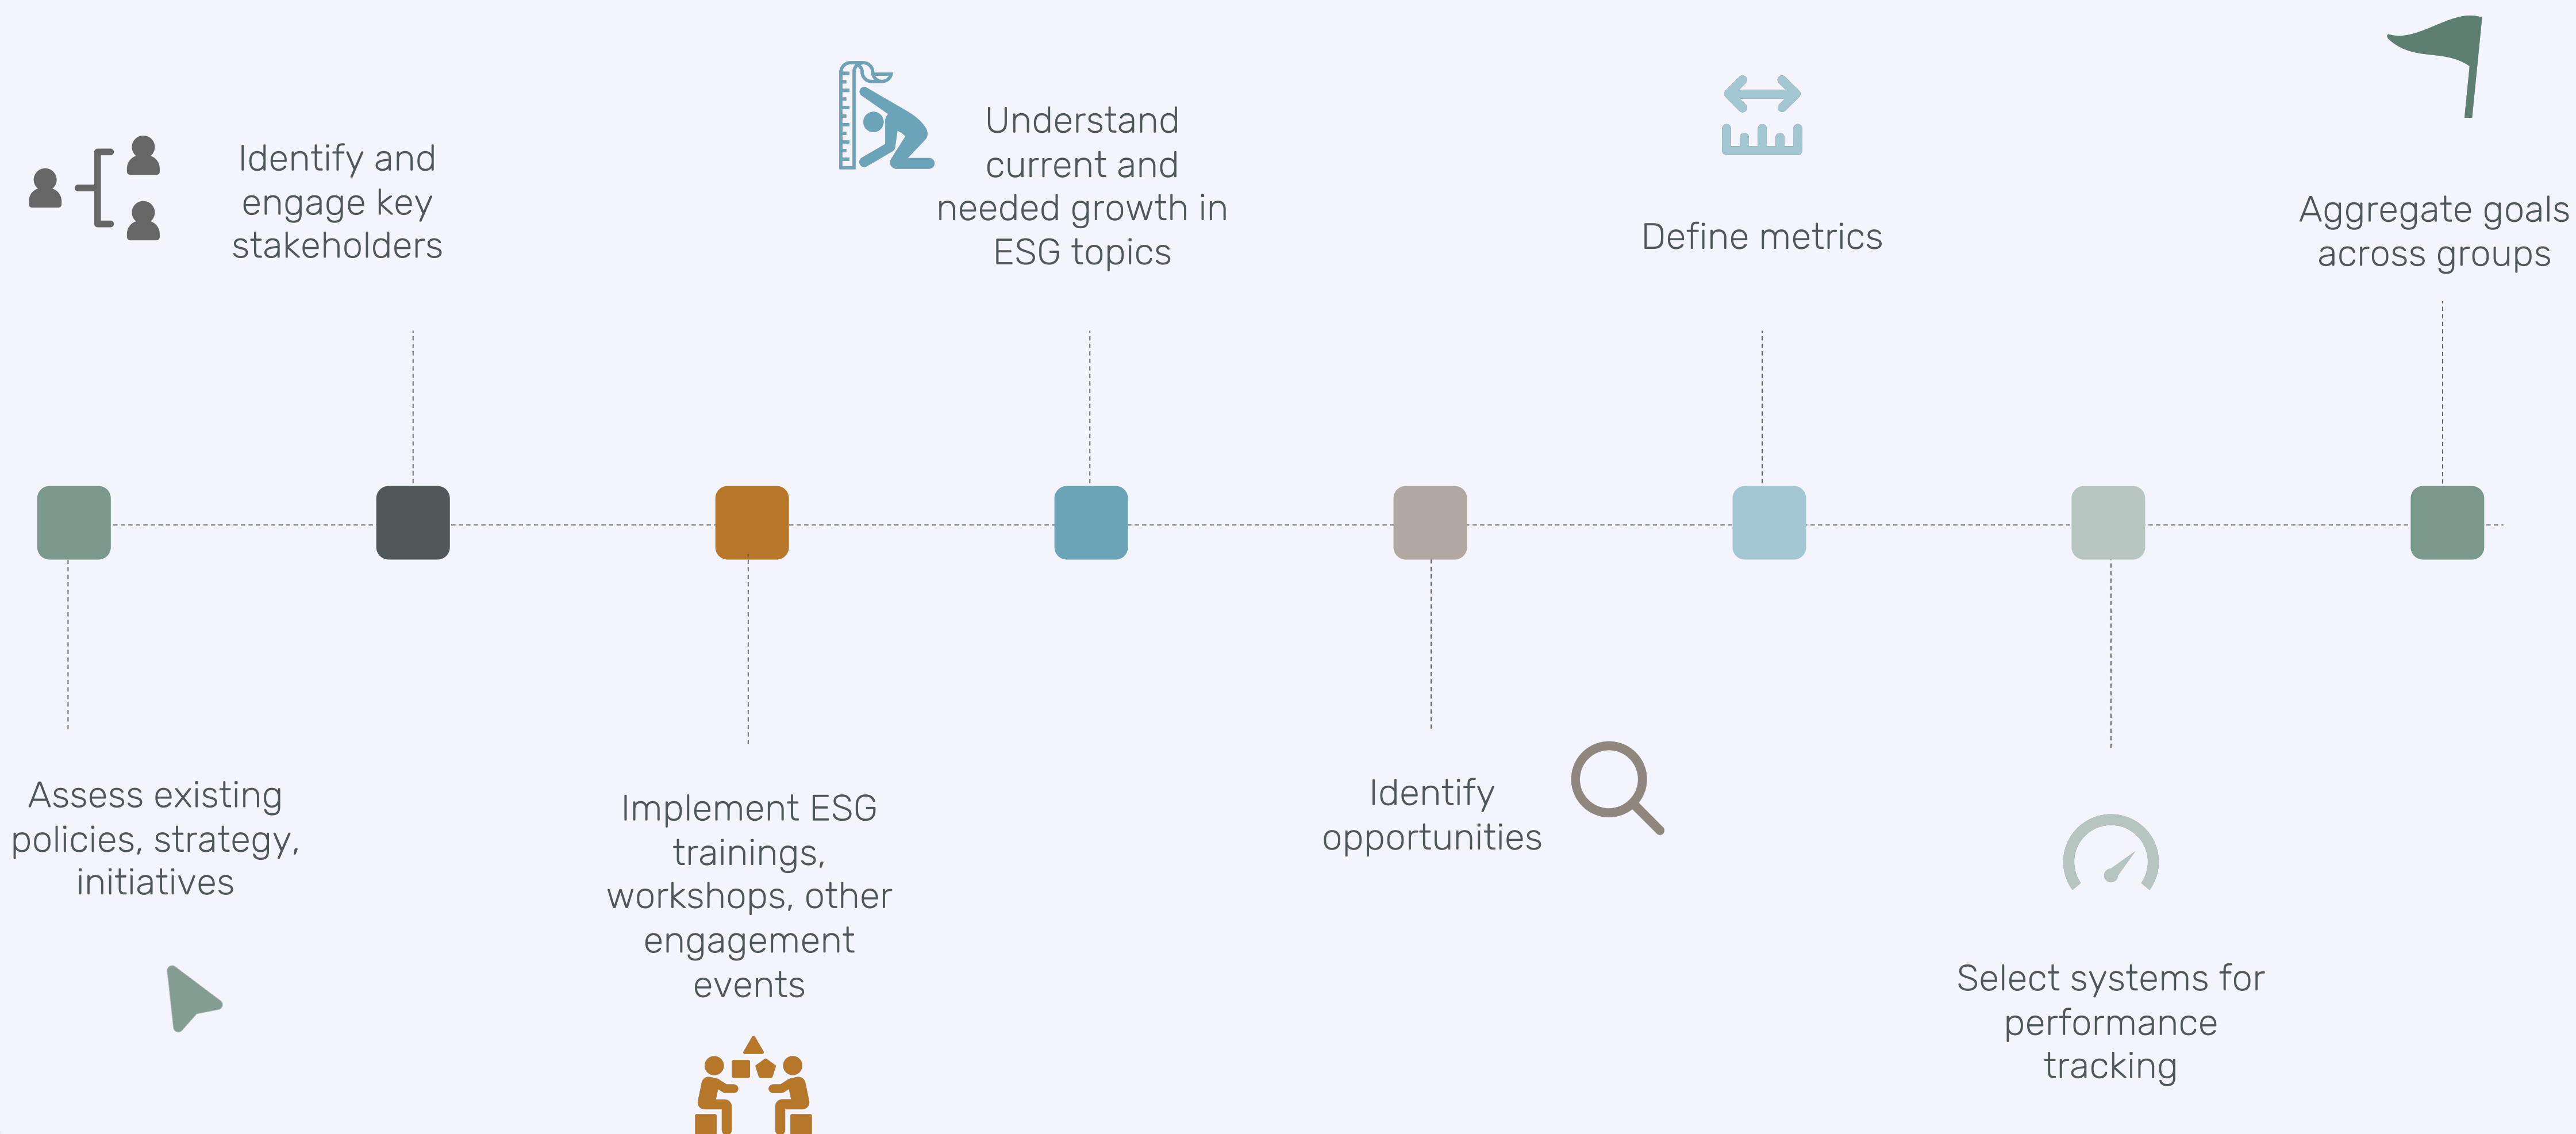 Identify and
engage key
stakeholders
Understand
current and
needed growth in
ESG topics
Define metrics
Aggregate goals
across groups
Assess existing
policies, strategy,
initiatives
Implement ESG
trainings,
workshops, other
engagement
events
Identify
opportunities
Select systems for
performance
tracking